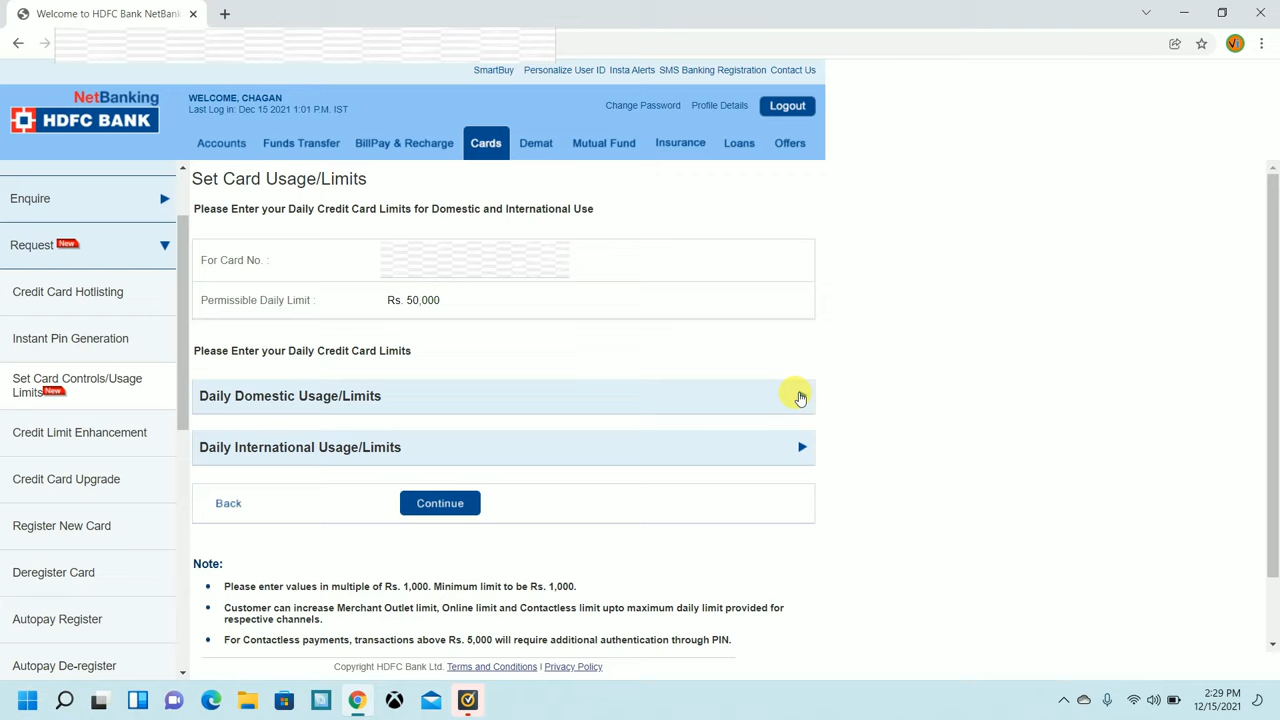 Welcome to HDFC Bank NetBank
SmartBuy Personalize User ID Insta Alerts SMS Banking Registration Contact Us
NetBanking
HDFC BANK
WELCOME, CHAGAN
Last Log in: Dec 15 2021 1:01 P.M. IST
Change Password Profile Details Logout
Accounts Funds Transfer BillPay & Recharge Cards Demat Mutual Fund Insurance Loans Offers
Enquire
Request New
Credit Card Hotlisting
Instant Pin Generation
Set Card Controls/Usage
Limits New
Credit Limit Enhancement
Credit Card Upgrade
Register New Card
Deregister Card
Autopay Register
Autopay De-register
Set Card Usage/Limits
Please Enter your Daily Credit Card Limits for Domestic and International Use
For Card No. :
Permissible Daily Limit : Rs. 50,000
Please Enter your Daily Credit Card Limits
Daily Domestic Usage/Limits
Daily International Usage/Limits
Back Continue
Note:
Please enter values in multiple of Rs. 1,000. Minimum limit to be Rs. 1,000.
Customer can increase Merchant Outlet limit, Online limit and Contactless limit upto maximum daily limit provided for
respective channels.
For Contactless payments, transactions above Rs. 5,000 will require additional authentication through PIN.
Copyright HDFC Bank Ltd. Terms and Conditions I Privacy Policy
2:29 PM
12/15/2021